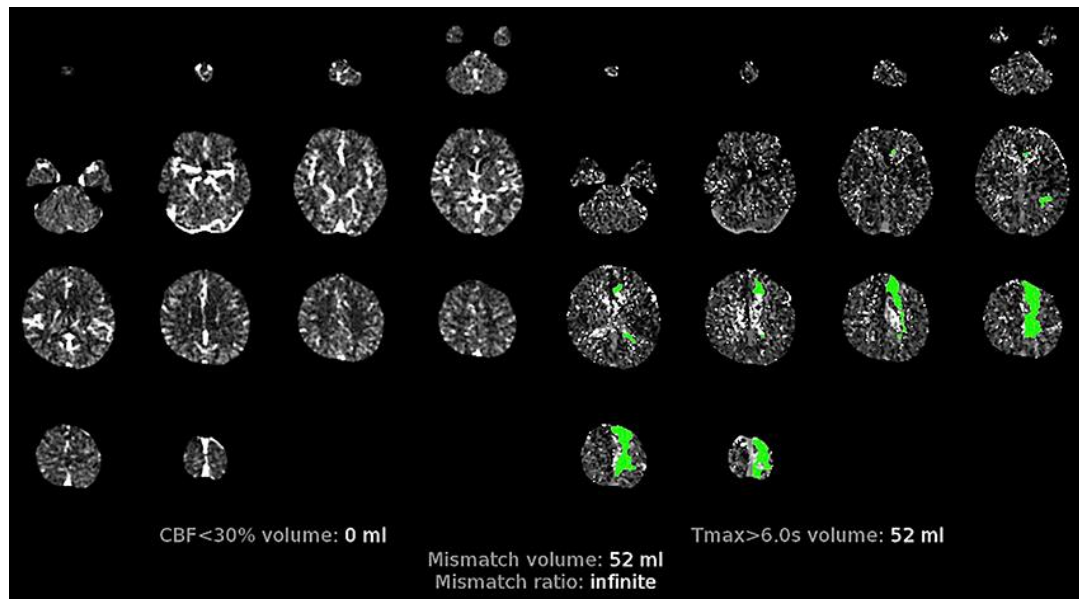 CBF<30% volume: 0 ml
Tmax>6.0s volume: 52 ml
Mismatch volume: 52 ml
Mismatch ratio: infinite